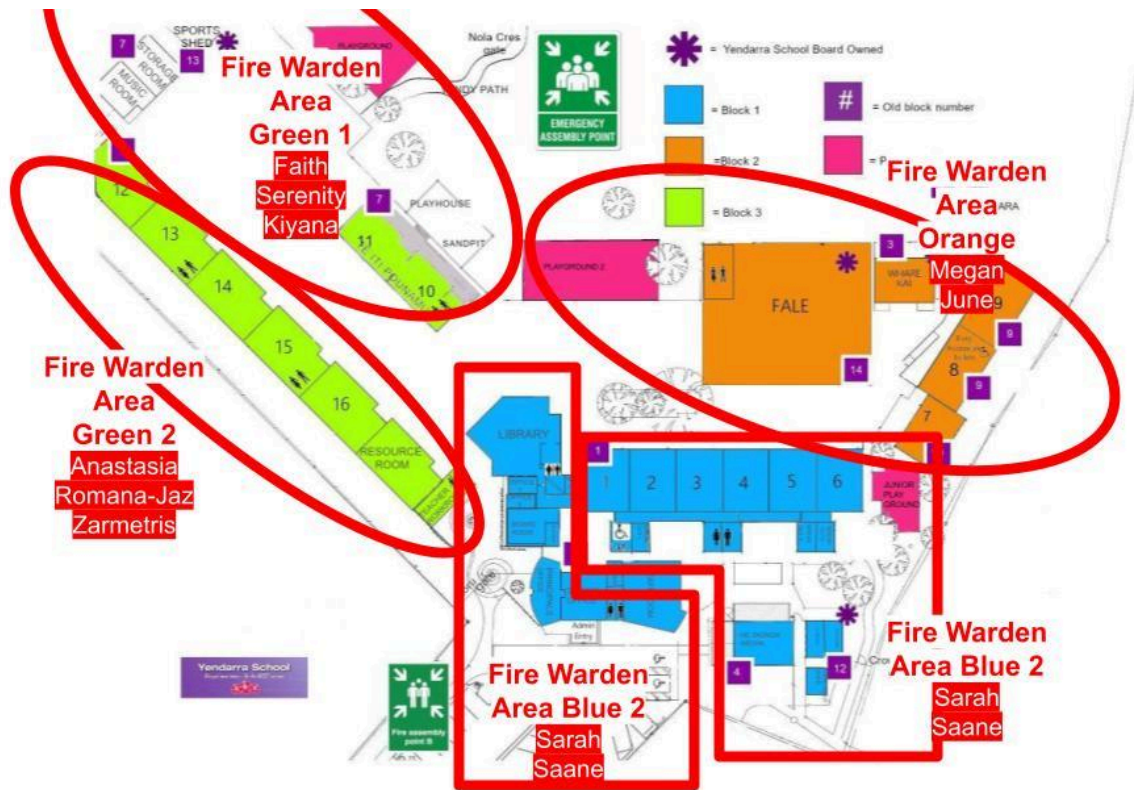 SPORTS
SHED
7
13
STORAGE
ROOM
MUSIC
ROOM
PLAYGROUND
Nola Cres
gate
NDY PATH
Fire Warden
Area
Green 1
Faith
Serenity
Kiyana
EMERGENCY
ASSEMBLY POINT
= Yendarra School Board Owned
= Block 1
# = Old block number
=Block 2
= P
= Block 3
Fire Warden
Area
Orange
Megan
June
ARA
12
13
14
15
16
RESOURCE
ROOM
TEACHER
7
PLAYHOUSE
SANDPIT
11
10
PLAYGROUND 2
FALE
14
3
WHARE
KAI
9
9
8
9
7
Fire Warden
Area
Green 2
Anastasia
Romana-Jaz
Zarmetris
LIBRARY
1
1
2
3
4
5
6
JUNIOR
PLAY
GROUND
Admin
Entry
4
12
Yendarra School
Fire assembly
point B
Fire Warden
Area Blue 2
Sarah
Saane
Fire Warden
Area Blue 2
Sarah
Saane